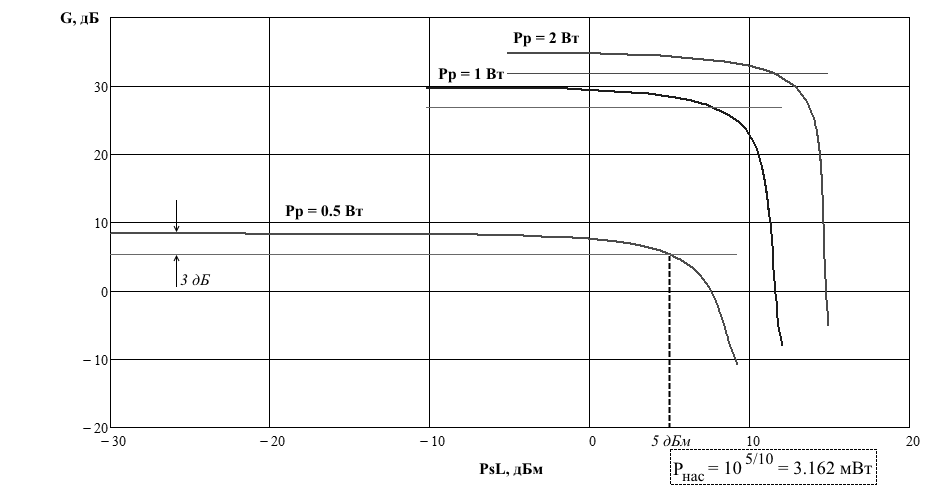 G, дБ
Pp = 2 Вт
Pp = 1 Вт
30
20
Pp = 0.5 Вт
10
3 дБ
0
−10
−20
−30
−20
−10
0
5 дБм
10
20
PsL, дБм
Pнас = 10^5/10 = 3.162 мВт